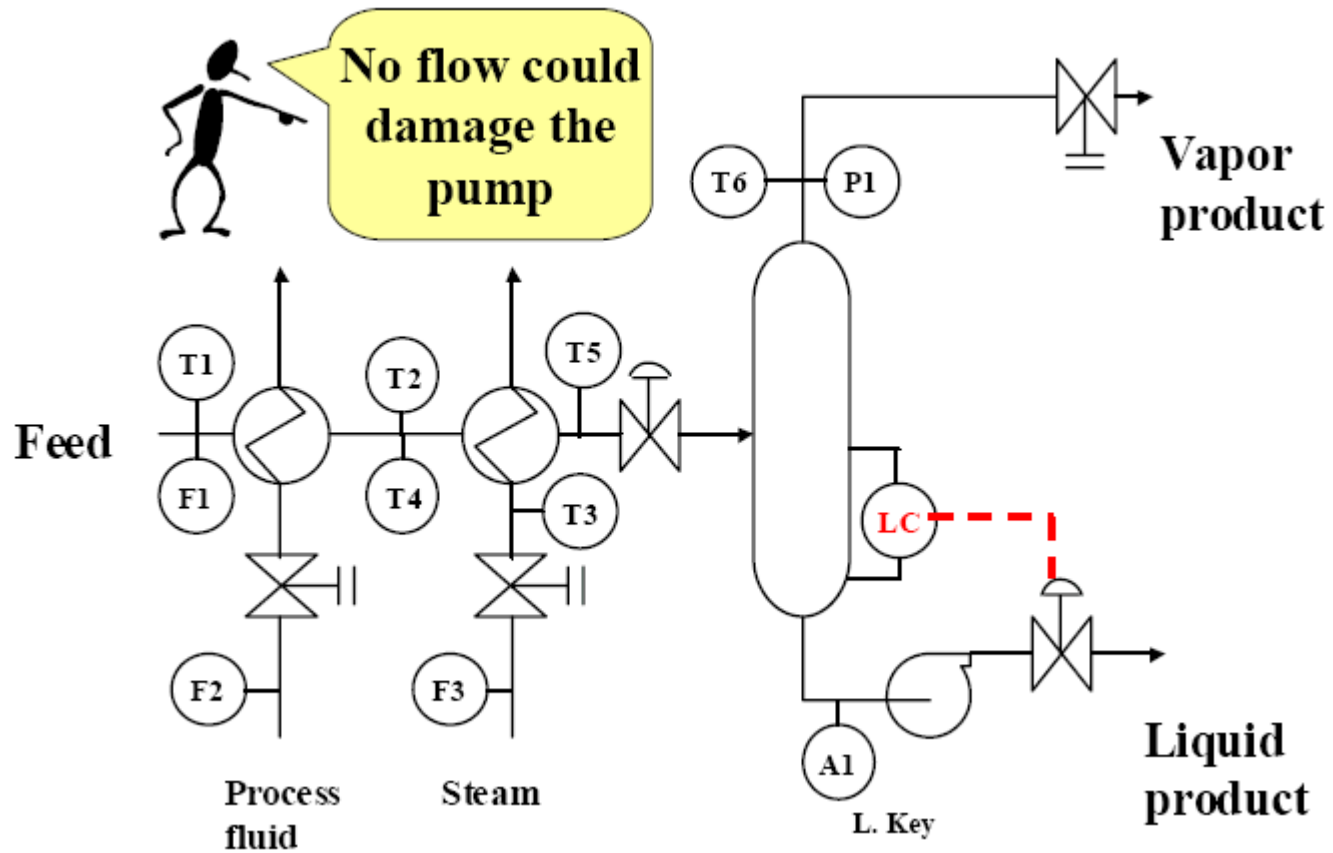 No flow could
damage the
pump
Vapor
product
T6
P1
T1
T2
T5
Feed
F1
T4
T3
LC
F2
F3
A1
Process
fluid
Steam
L. Key
Liquid
product